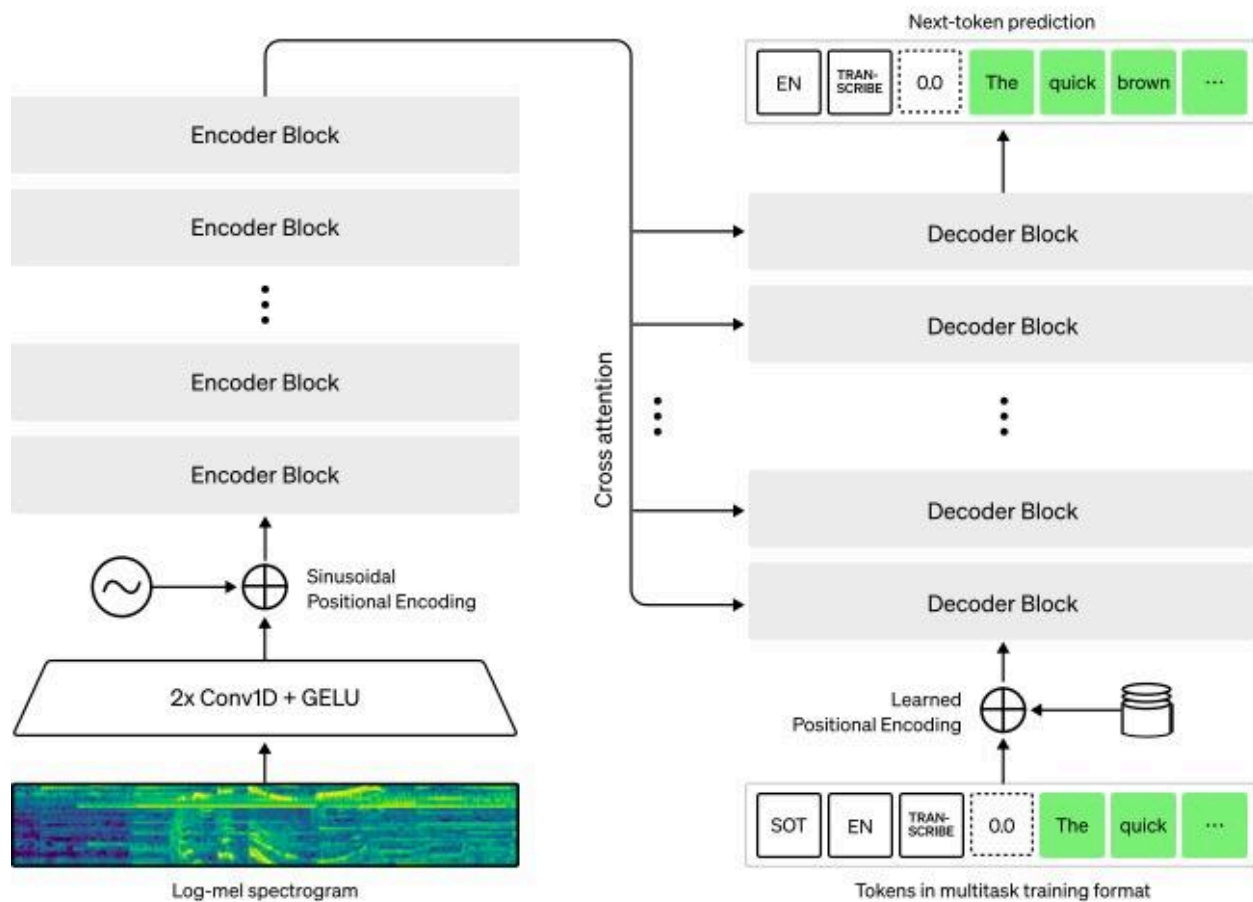 Next-token prediction
EN
TRAN-
SCRIBE
0.0
The
quick
brown
...
Encoder Block
Encoder Block
Encoder Block
Encoder Block
Sinusoidal
Positional Encoding
2x Conv1D + GELU
Log-mel spectrogram
Cross attention
Decoder Block
Decoder Block
Decoder Block
Decoder Block
Learned
Positional Encoding
SOT
EN
TRAN-
SCRIBE
0.0
The
quick
...
Tokens in multitask training format